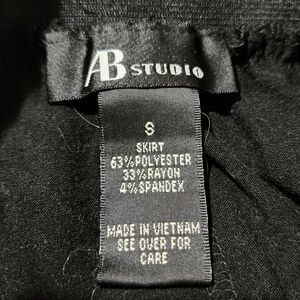 AB STUDIO
S
SKIRT
63%POLYESTER
33%RAYON
4%SPANDEX
MADE IN VIETNAM
SEE OVER FOR
CARE